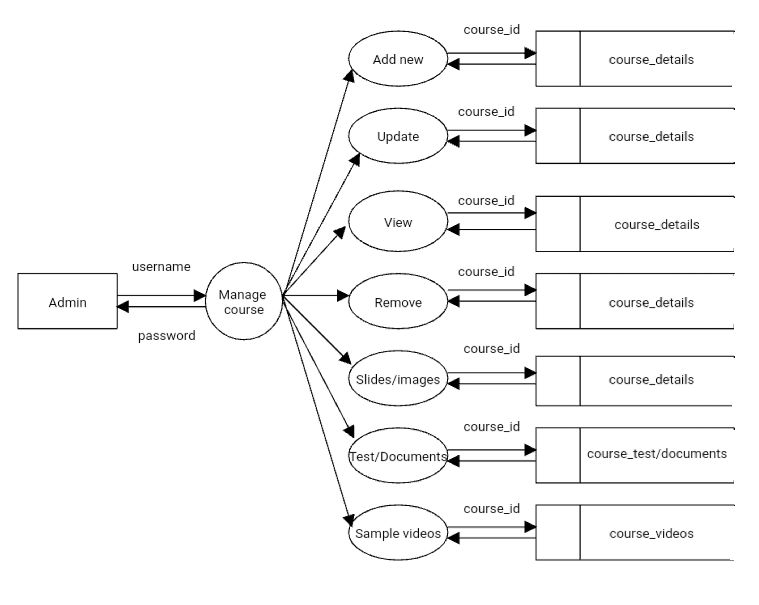 course_id
Add new
course_details
course_id
Update
course_details
course_id
View
course_details
username
Admin
Manage
course
password
course_id
Remove
course_details
course_id
Slides/images
course_details
course_id
Test/Documents
course_test/documents
course_id
Sample videos
course_videos